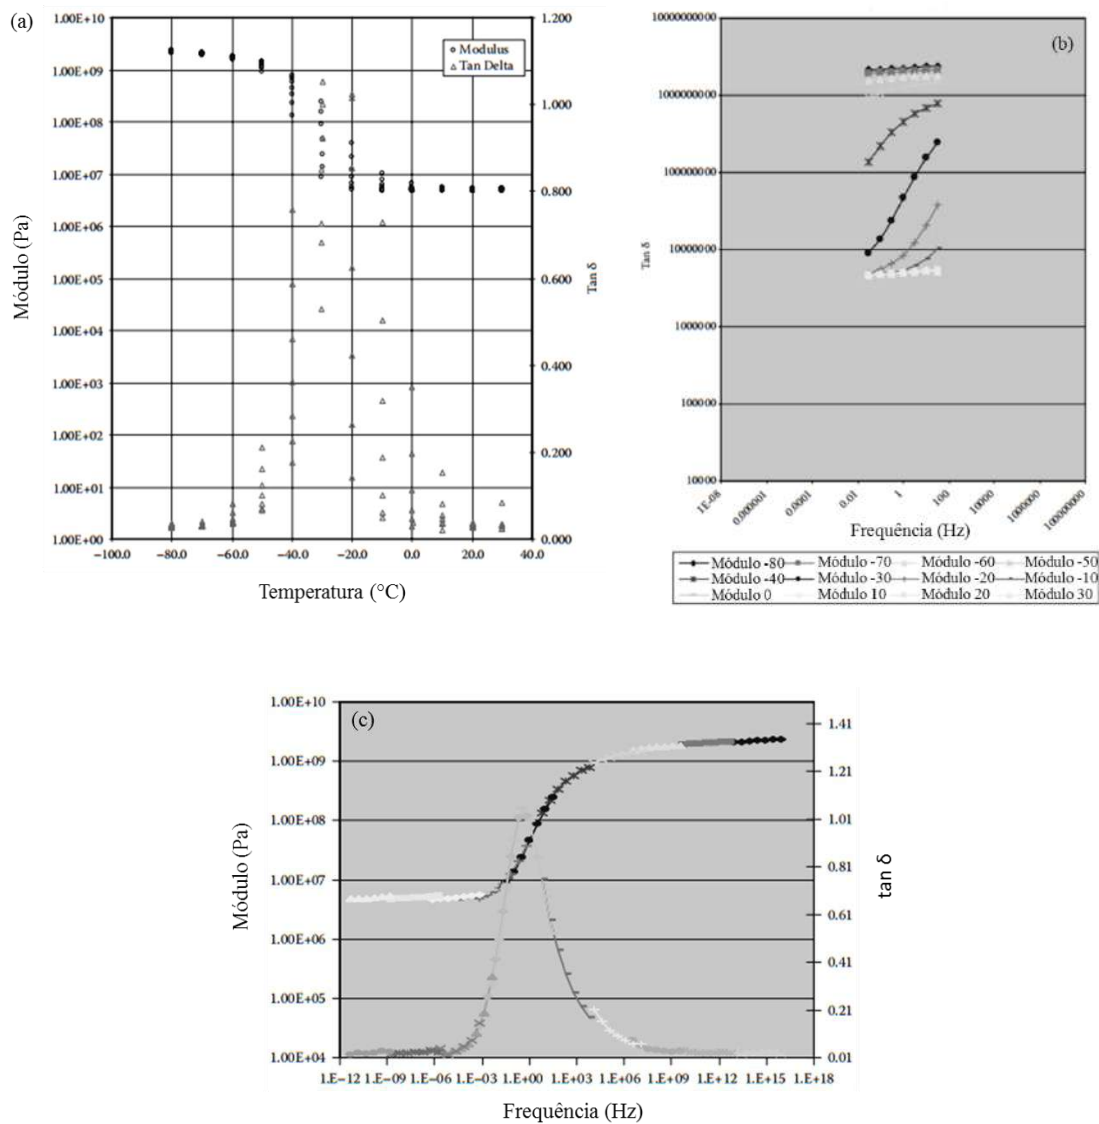 (a)
1.00E+10
1.00E+09
1.00E+08
1.00E+07
1.00E+06
1.00E+05
1.00E+04
1.00E+03
1.00E+02
1.00E+01
1.00E+00
Módulo (Pa)
Modulus
Tan Delta
1.200
1.000
0.800
0.600
0.400
0.200
0.000
Tan δ
−100.0 −80.0 −60.0 −40.0 −20.0 0.0 20.0 40.0
Temperatura (°C)
(b)
10000000000
1000000000
100000000
10000000
1000000
100000
10000
Tan δ
1E-08 0.000001 0.0001 0.01 1 100 10000 1000000 100000000
Frequência (Hz)
Módulo -80 Módulo -70 Módulo -60 Módulo -50
Módulo -40 Módulo -30 Módulo -20 Módulo -10
Módulo 0 Módulo 10 Módulo 20 Módulo 30
(c)
1.00E+10
1.00E+09
1.00E+08
1.00E+07
1.00E+06
1.00E+05
1.00E+04
Módulo (Pa)
1.41
1.21
1.01
0.81
0.61
0.41
0.21
0.01
tan δ
1.E-12 1.E-09 1.E-06 1.E-03 1.E+00 1.E+03 1.E+06 1.E+09 1.E+12 1.E+15 1.E+18
Frequência (Hz)